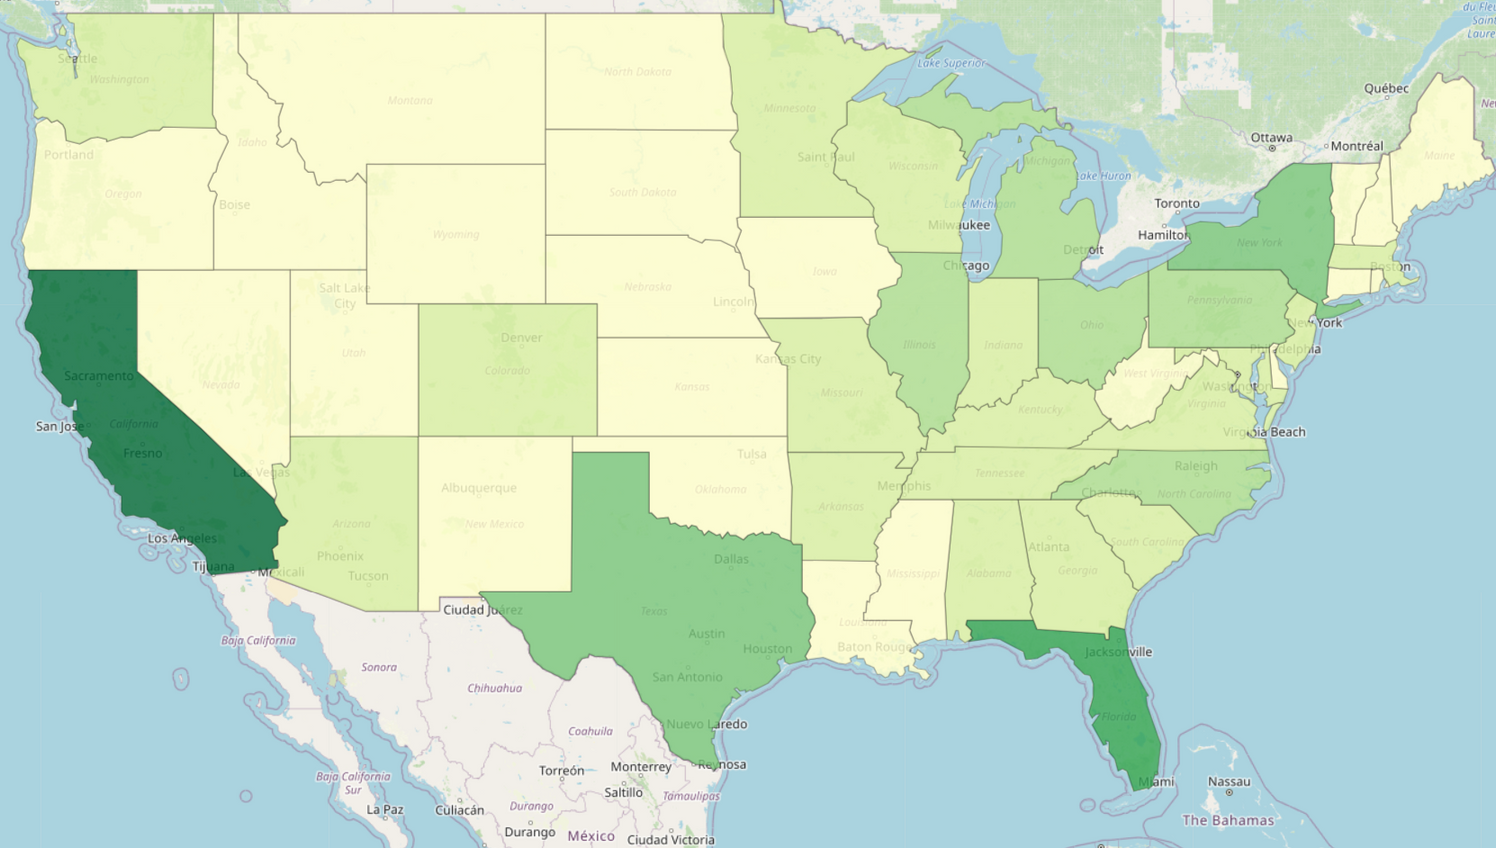 du Fleu
Saint
Laure
Lake Superior
Seattle
Washington
North Dakota
Montana
Québec
Minnesota
Ottawa
Montréal
Portland
Idaho
Saint Paul
Wisconsin
Michigan
Maine
Lake Huron
Oregon
Boise
South Dakota
Lake Michigan
Toronto
Milwaukee
Hamilton
Wyoming
Detroit
New York
Chicago
Boston
Iowa
Salt Lake
City
Nebraska
Lincoln
Pennsylvania
New York
Denver
Ohio
Illinois
Indiana
Philadelphia
Utah
Kansas City
Colorado
Sacramento
Nevada
Kansas
Missouri
West Virginia
Washington
Virginia
Kentucky
San Jose
California
Virginia Beach
Fresno
Las Vegas
Tulsa
Raleigh
Tennessee
Albuquerque
Oklahoma
Memphis
Charlotte
North Carolina
Arkansas
Arizona
New Mexico
Los Angeles
Atlanta
South Carolina
Phoenix
Dallas
Tijuana
Mexicali
Tucson
Mississippi
Alabama
Georgia
Ciudad Juárez
Texas
Louisiana
Baja California
Austin
Baton Rouge
Houston
Jacksonville
Sonora
San Antonio
Chihuahua
Florida
Nuevo Laredo
Coahuila
Reynosa
Torreón
Monterrey
Baja California
Sur
Saltillo
Tamaulipas
Miami
Nassau
La Paz
Culiacán
Durango
The Bahamas
Durango
México
Ciudad Victoria